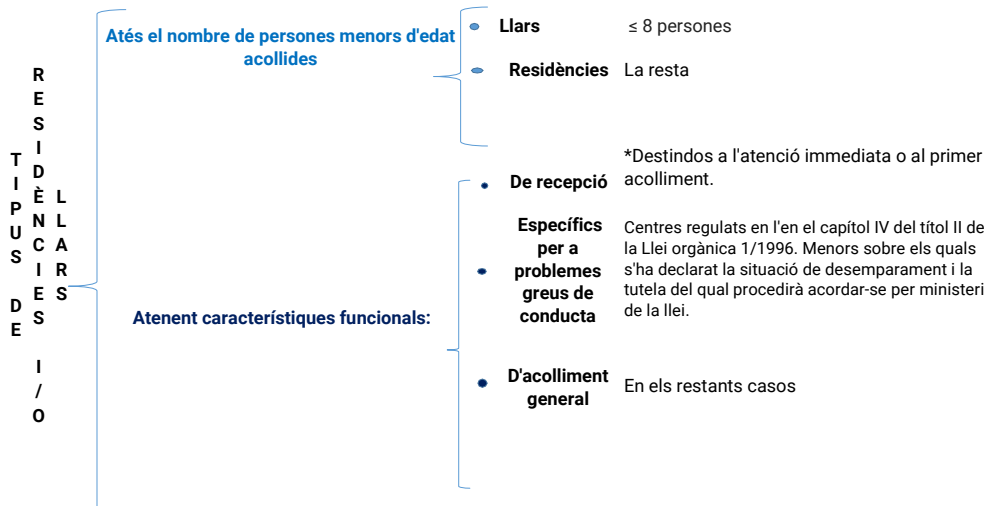 TIPUS DE
RESIDÈNCIES I/O
LLARS
Atés el nombre de persones menors d'edat
acollides
Llars
≤ 8 persones
Residències
La resta
Atenent característiques funcionals:
De recepció
*Destindos a l'atenció immediata o al primer
acolliment.
Específics
per a
problemes
greus de
conducta
Centres regulats en l'en el capítol IV del títol II de
la Llei orgànica 1/1996. Menors sobre els quals
s'ha declarat la situació de desemparament i la
tutela del qual procedirà acordar-se per ministeri
de la llei.
D'acolliment
general
En els restants casos